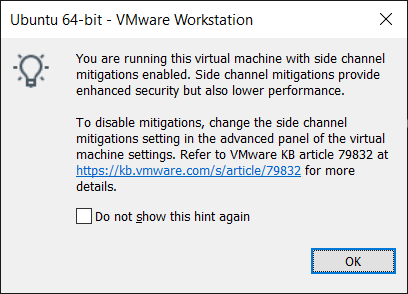 Ubuntu 64-bit - VMware Workstation
You are running this virtual machine with side channel
mitigations enabled. Side channel mitigations provide
enhanced security but also lower performance.
To disable mitigations, change the side channel
mitigations setting in the advanced panel of the virtual
machine settings. Refer to VMware KB article 79832 at
https://kb.vmware.com/s/article/79832 for more
details.
Do not show this hint again
OK